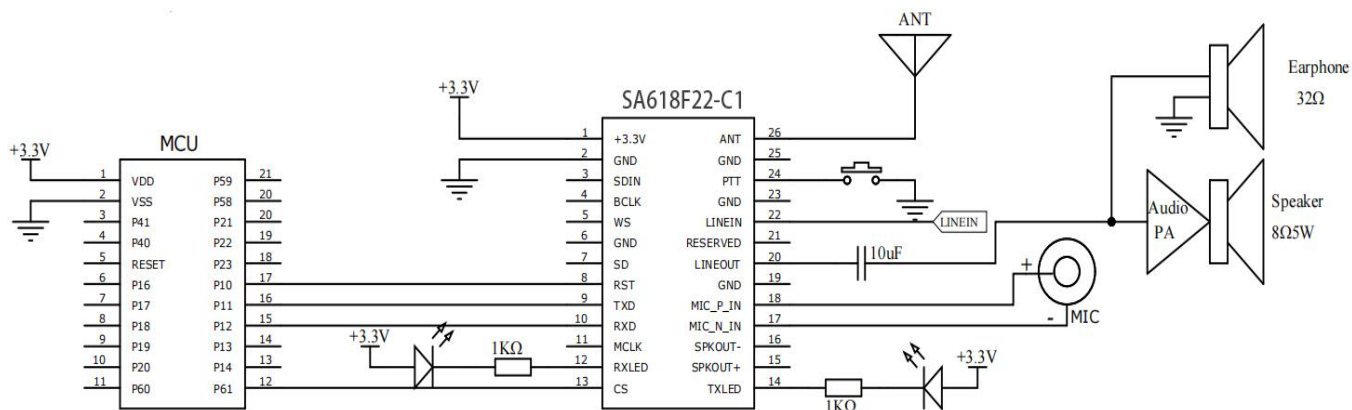 ANT
Earphone
32Ω
+3.3V
SA618F22-C1
MCU
+3.3V
1 VDD P59 21
2 VSS P58 20
3 P41 P21 20
4 P40 P22 19
5 RESET P23 18
6 P16 P10 17
7 P17 P11 16
8 P18 P12 15
9 P19 P13 14
10 P20 P14 13
11 P60 P61 12
1 +3.3V ANT 26
2 GND GND 25
3 SDIN PTT 24
4 BCLK GND 23
5 WS LINEIN 22
6 GND RESERVED 21
7 SD LINEOUT 20
8 RST GND 19
9 TXD MIC_P_IN 18
10 RXD MIC_N_IN 17
11 MCLK SPKOUT- 16
12 RXLED SPKOUT+ 15
13 CS TXLED 14
LINEIN
10uF
Audio
PA
Speaker
8Ω5W
+
-
MIC
+3.3V
1KΩ
+3.3V
1KΩ